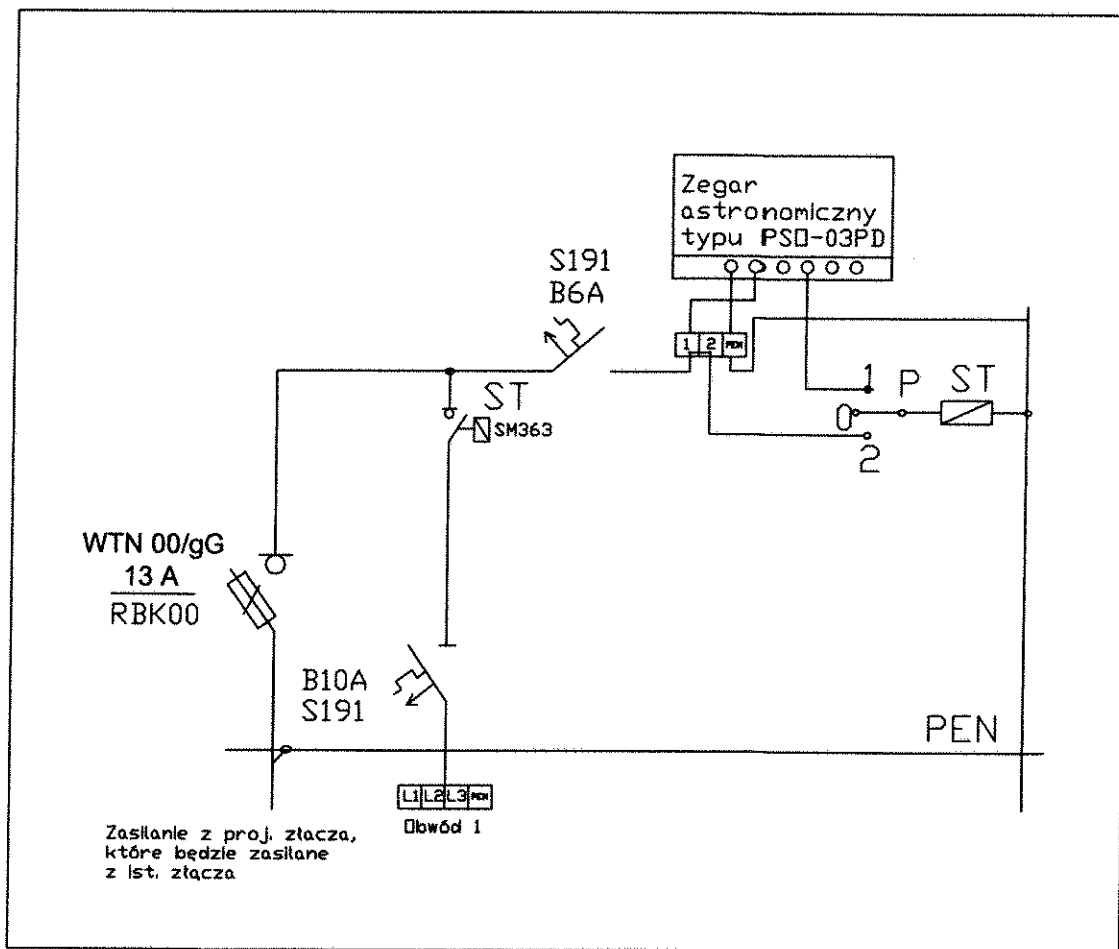 Zegar
astronomiczny
typu PSO-03PD
S191
B6A
1 2 PEN
1
P ST
0
2
ST
SM363
WTN 00/gG
13 A
RBK00
B10A
S191
PEN
L1 L2 L3 PEN
Obwód 1
Zasilanie z proj. złącza,
które będzie zasilane
z ist. złącza